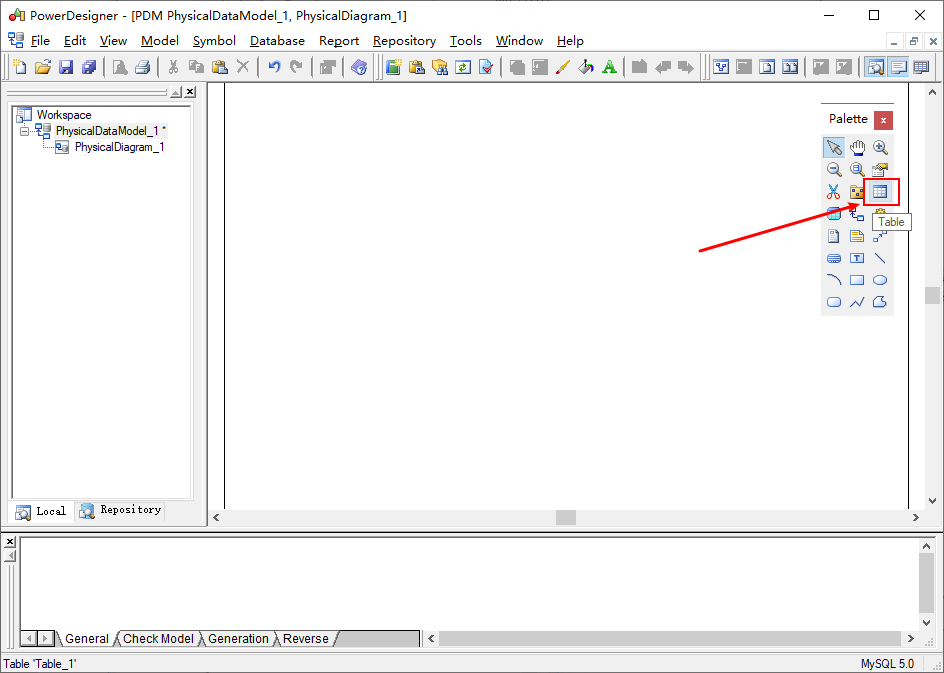 PowerDesigner - [PDM PhysicalDataModel_1, PhysicalDiagram_1]
File Edit View Model Symbol Database Report Repository Tools Window Help
Palette
Workspace
PhysicalDataModel_1 *
PhysicalDiagram_1
Table
Local Repository
General Check Model Generation Reverse
Table 'Table_1' MySQL 5.0